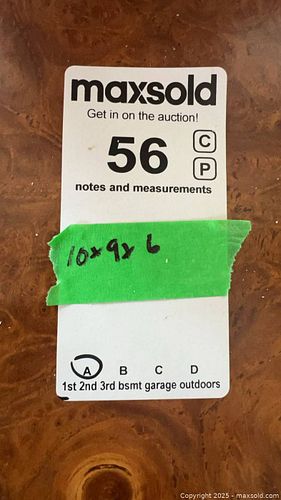 maxsold
Get in on the auction!
56
C
P
notes and measurements
10x9x6
A B C D
1st 2nd 3rd bsmt garage outdoors
Copyright 2025 - maxsold.com